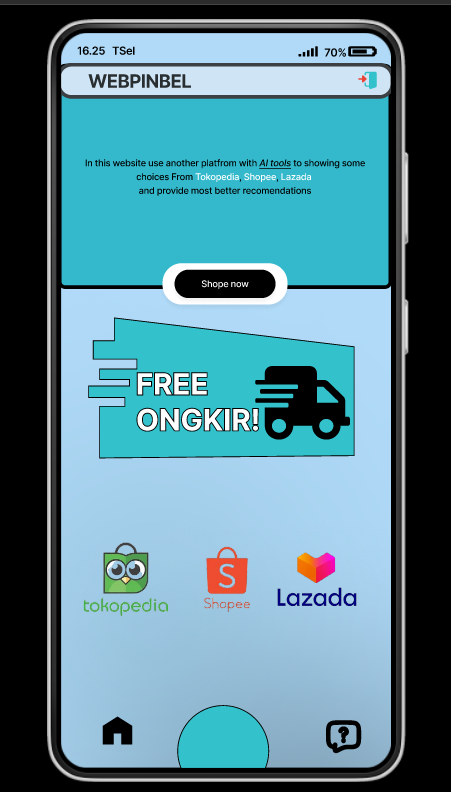 16.25 TSel
70%
WEBPINBEL
In this website use another platfrom with AI tools to showing some
choices From Tokopedia, Shopee, Lazada
and provide most better recomendations
Shope now
FREE
ONGKIR!
tokopedia
Shopee
Lazada
?